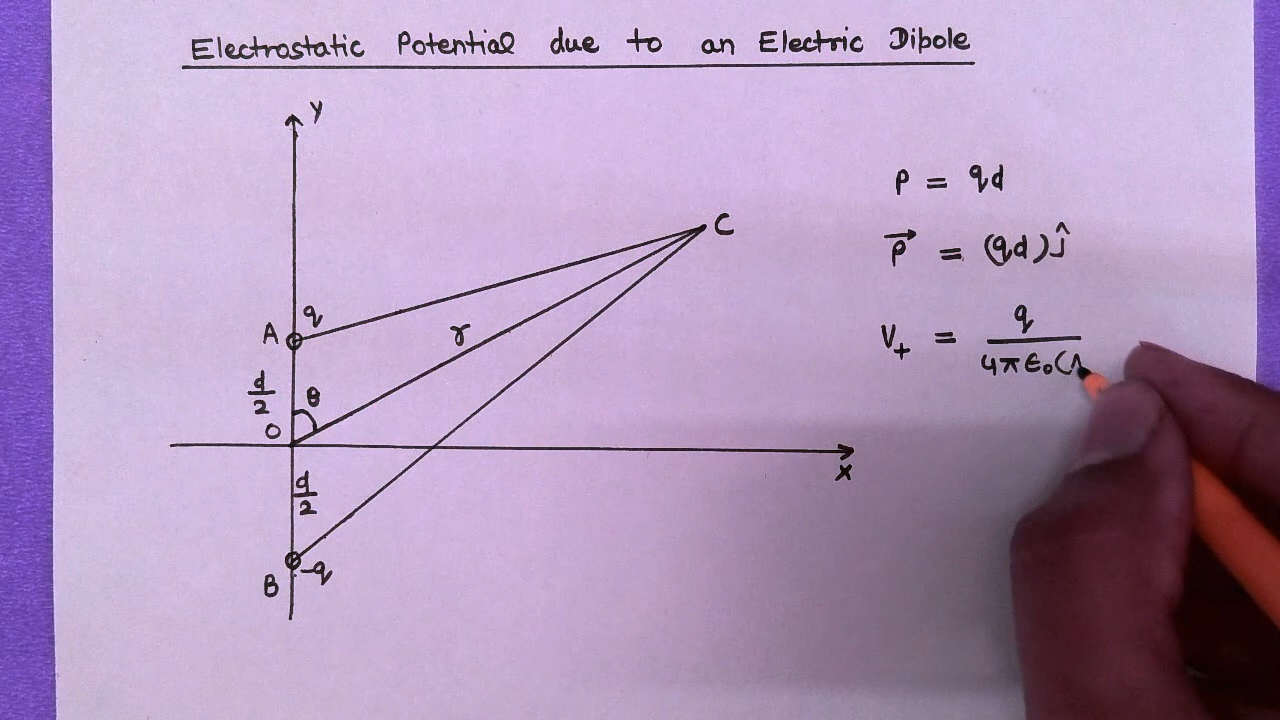 Electrostatic Potential due to an Electric Dipole
Y
C
A
q
r
d/2
θ
O
X
d/2
B
-q
P = qd
P⃗ = (qd)ĵ
V₊ = q/4πϵ₀(